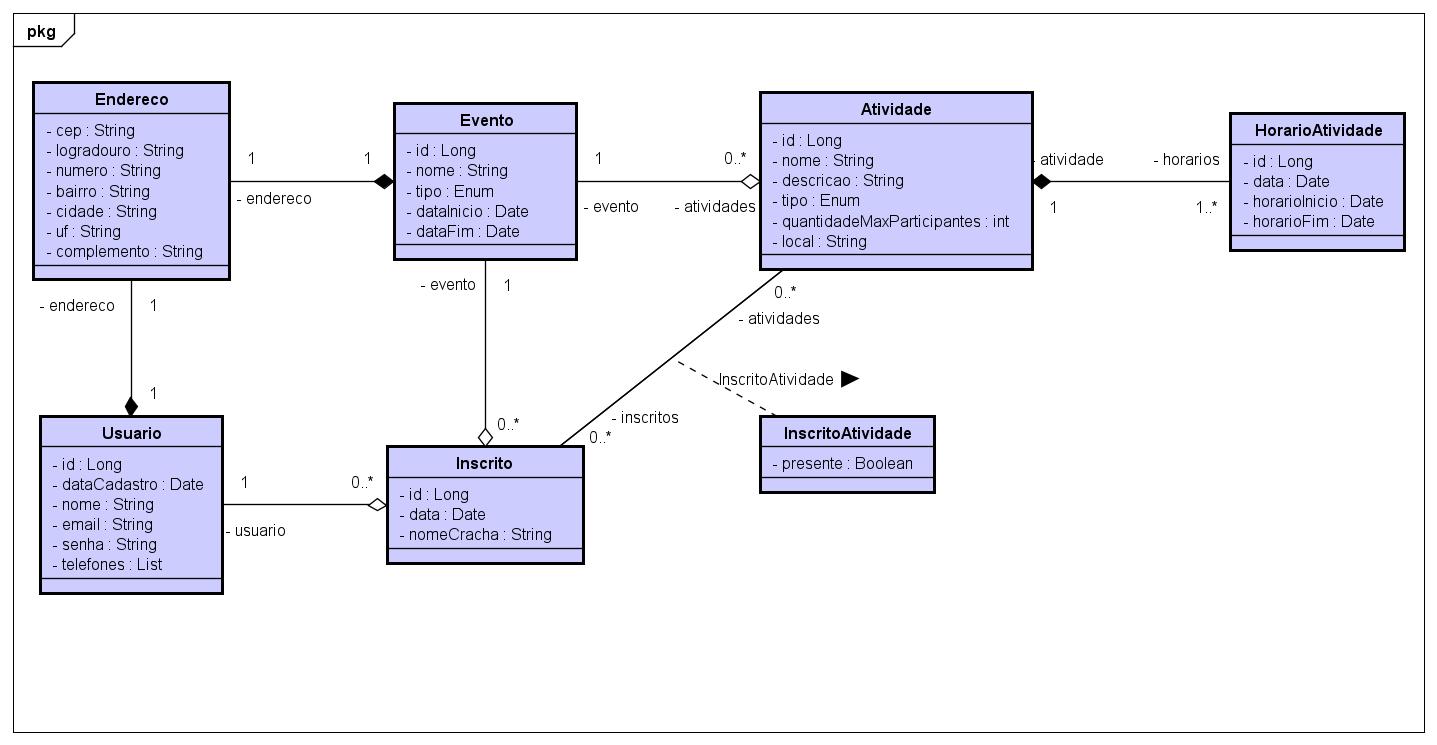 pkg
Endereco
- cep : String
- logradouro : String
- numero : String
- bairro : String
- cidade : String
- uf : String
- complemento : String
1
1
- endereco
Evento
- id : Long
- nome : String
- tipo : Enum
- dataInicio : Date
- dataFim : Date
1
0..*
- evento
- atividades
Atividade
- id : Long
- nome : String
- descricao : String
- tipo : Enum
- quantidadeMaxParticipantes : int
- local : String
- atividade
- horarios
1
1..*
HorarioAtividade
- id : Long
- data : Date
- horarioInicio : Date
- horarioFim : Date
- endereco
1
1
- evento
1
0..*
0..*
- atividades
InscritoAtividade
- inscritos
0..*
Usuario
- id : Long
- dataCadastro : Date
- nome : String
- email : String
- senha : String
- telefones : List
1
0..*
- usuario
Inscrito
- id : Long
- data : Date
- nomeCracha : String
InscritoAtividade
- presente : Boolean